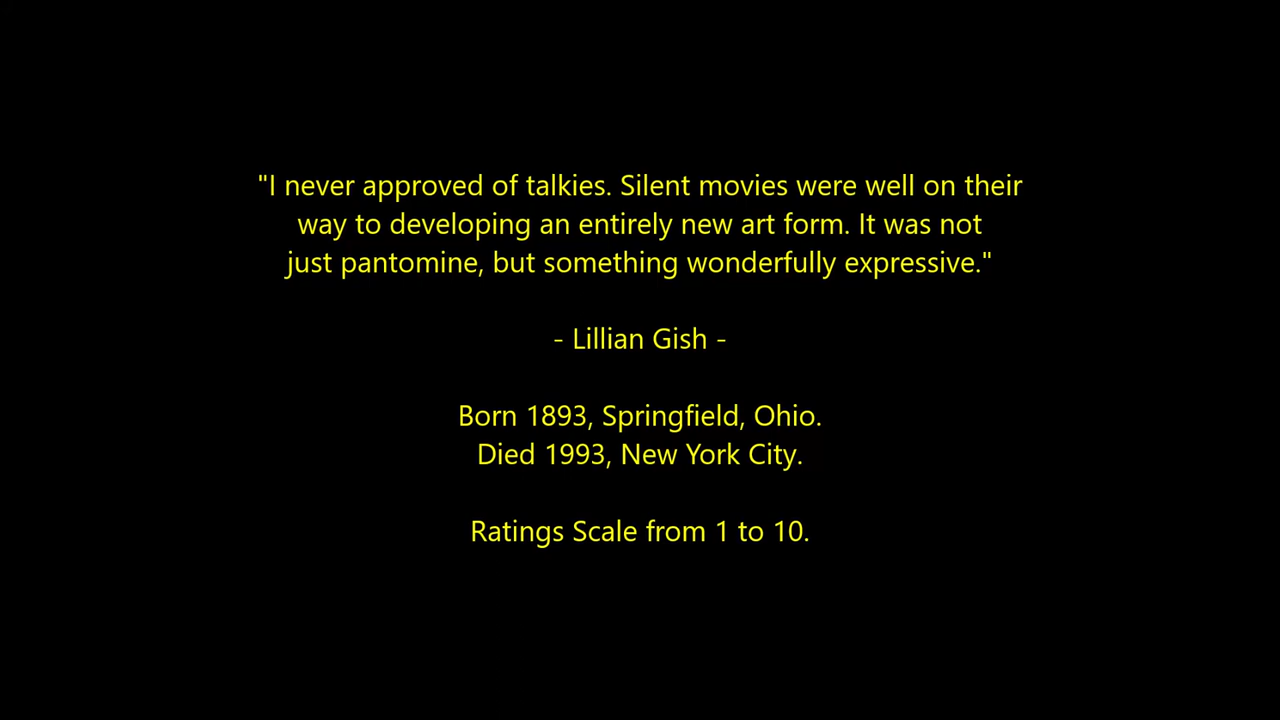 "I never approved of talkies. Silent movies were well on their
way to developing an entirely new art form. It was not
just pantomine, but something wonderfully expressive."
- Lillian Gish -
Born 1893, Springfield, Ohio.
Died 1993, New York City.
Ratings Scale from 1 to 10.